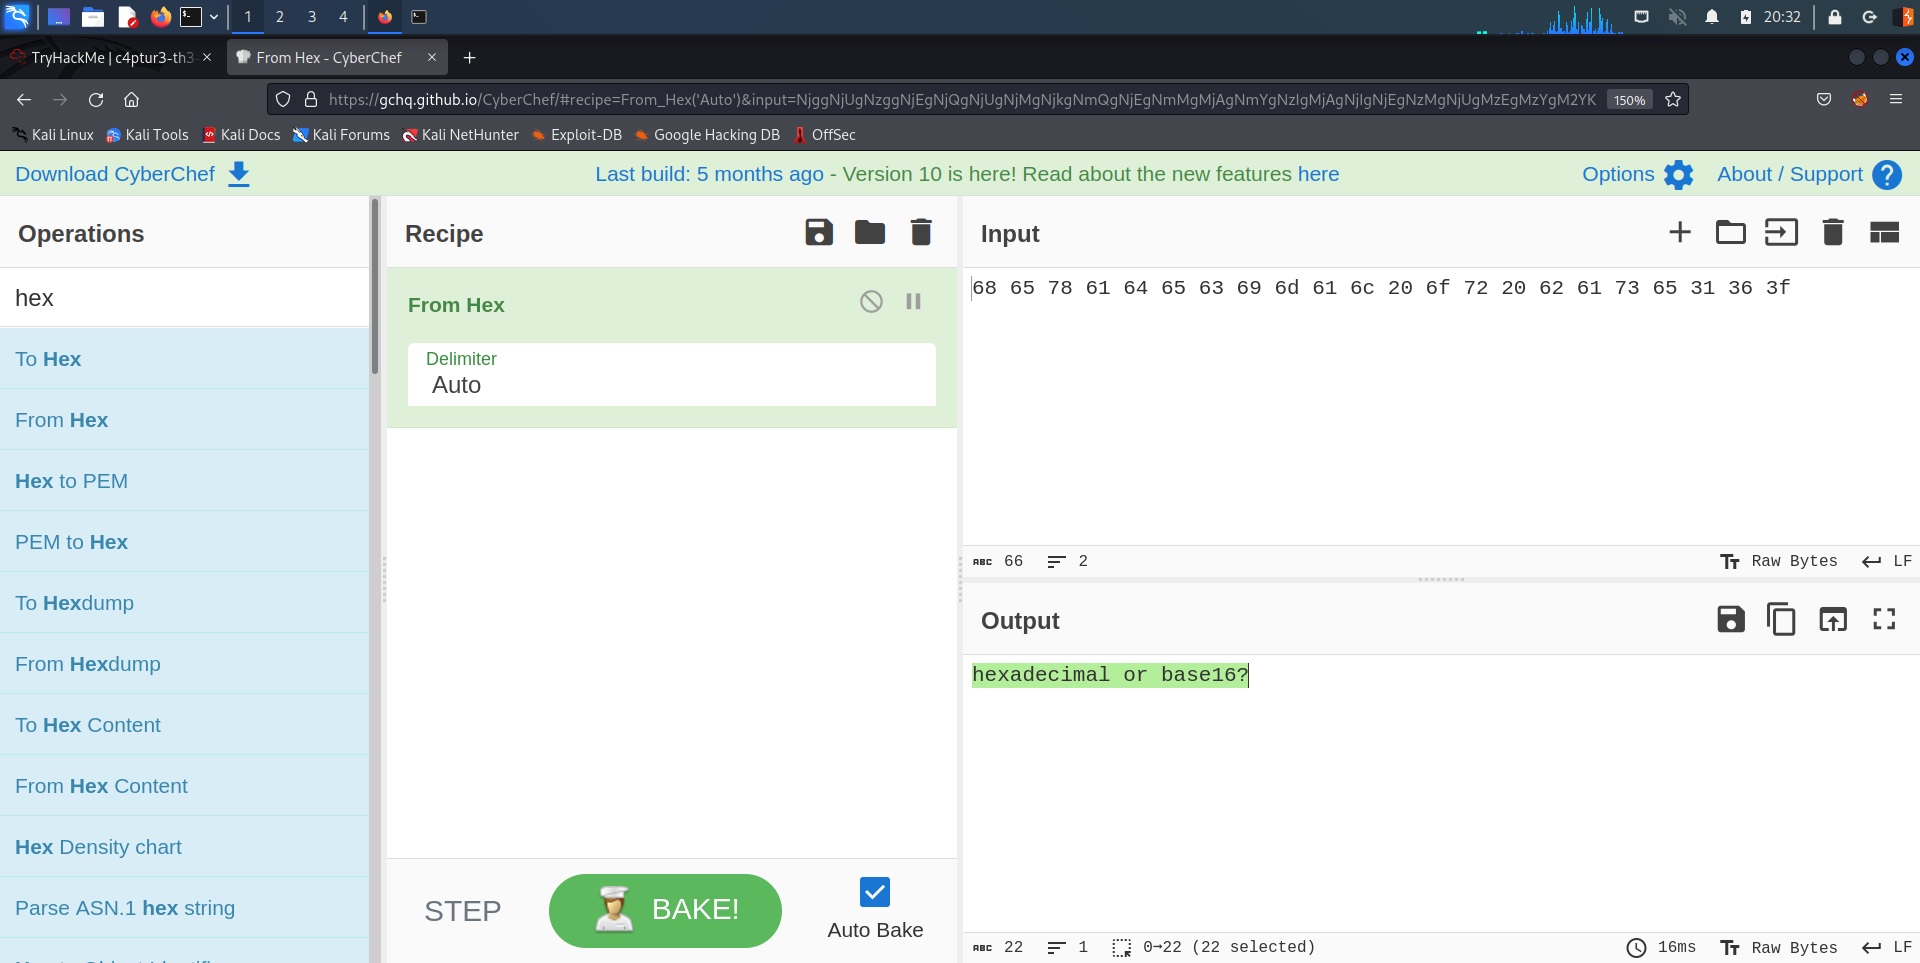 1 2 3 4 20:32
TryHackMe | c4ptur3-th3- From Hex - CyberChef
https://gchq.github.io/CyberChef/#recipe=From_Hex('Auto')&input=NjggNjUgNzggNjEgNjQgNjUgNjMgNjkgNmQgNjEgNmMgMjAgNmYgNzIgMjAgNjIgNjEgNzMgNjUgMzEgMzYgM2YK 150%
Kali Linux Kali Tools Kali Docs Kali Forums Kali NetHunter Exploit-DB Google Hacking DB OffSec
Download CyberChef Last build: 5 months ago - Version 10 is here! Read about the new features here Options About / Support
Operations
hex
To Hex
From Hex
Hex to PEM
PEM to Hex
To Hexdump
From Hexdump
To Hex Content
From Hex Content
Hex Density chart
Parse ASN.1 hex string
Recipe
From Hex
Delimiter
Auto
STEP BAKE! Auto Bake
Input
68 65 78 61 64 65 63 69 6d 61 6c 20 6f 72 20 62 61 73 65 31 36 3f
ABC 66 2 Raw Bytes LF
Output
hexadecimal or base16?
ABC 22 1 0→22 (22 selected) 16ms Raw Bytes LF